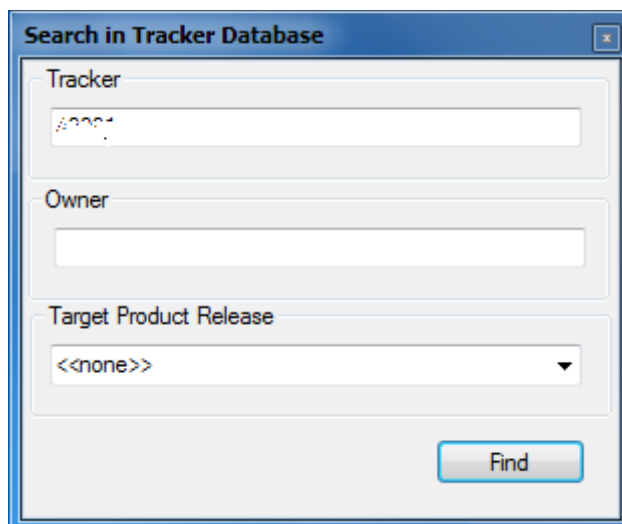 Search in Tracker Database
Tracker
Owner
Target Product Release
<<none>>
Find